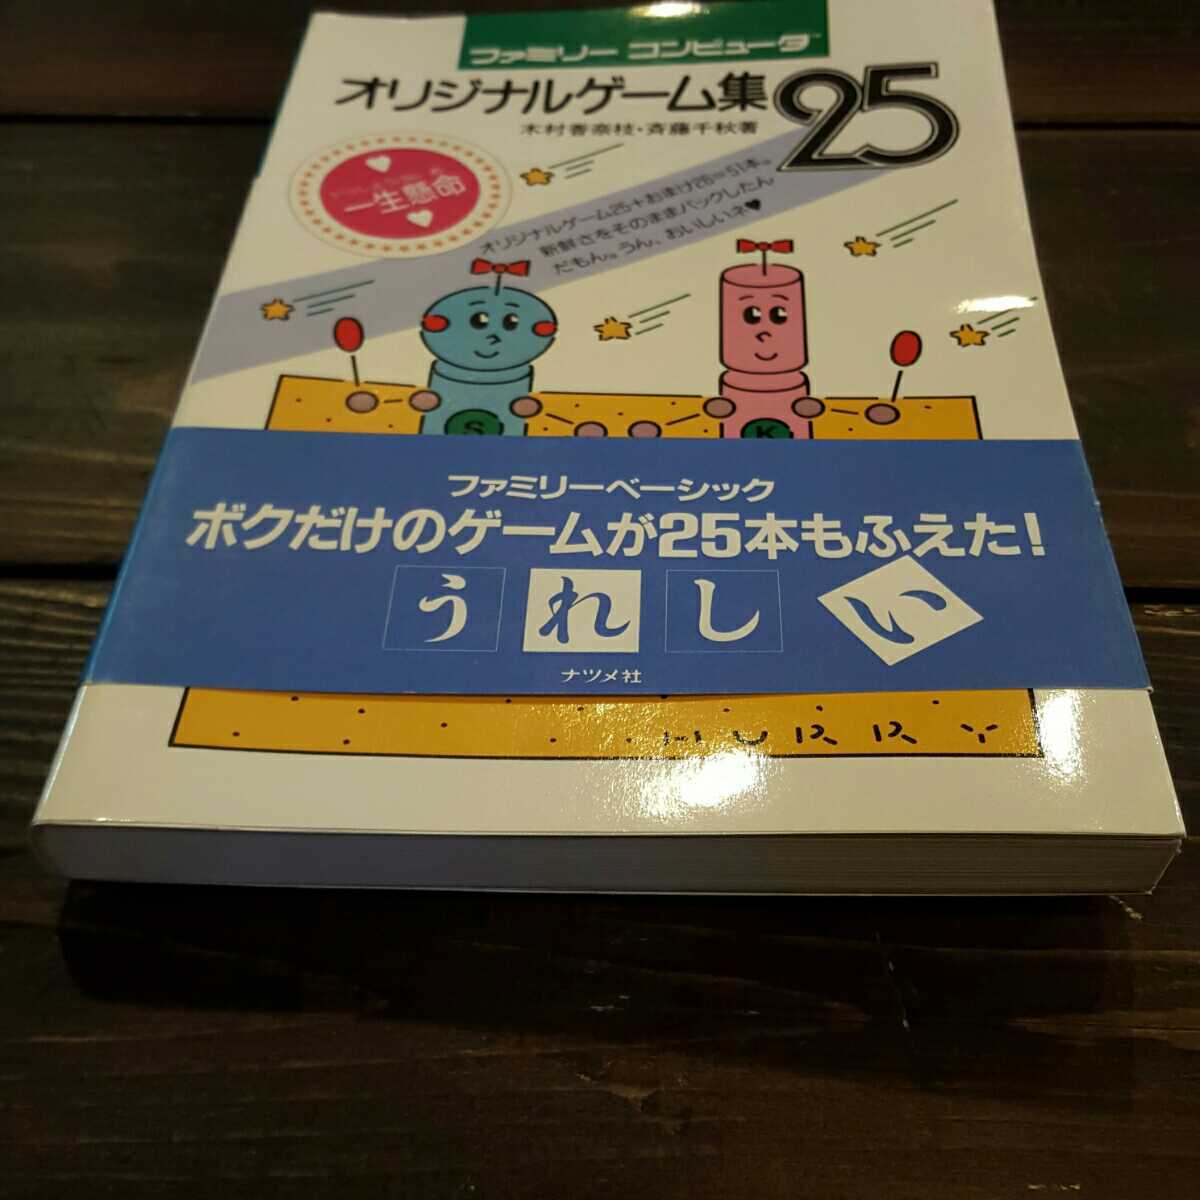 ファミリー コンピュータ
オリジナルゲーム集25
木村香奈枝・斉藤千秋著
一生懸命
オリジナルゲーム25+おまけ26=51本。
新鮮さをそのままパックしたん
だもん。うん、おいしいネ♥
S
K
ファミリーベーシック
ボクだけのゲームが25本もふえた!
うれしい
ナツメ社
HURRY